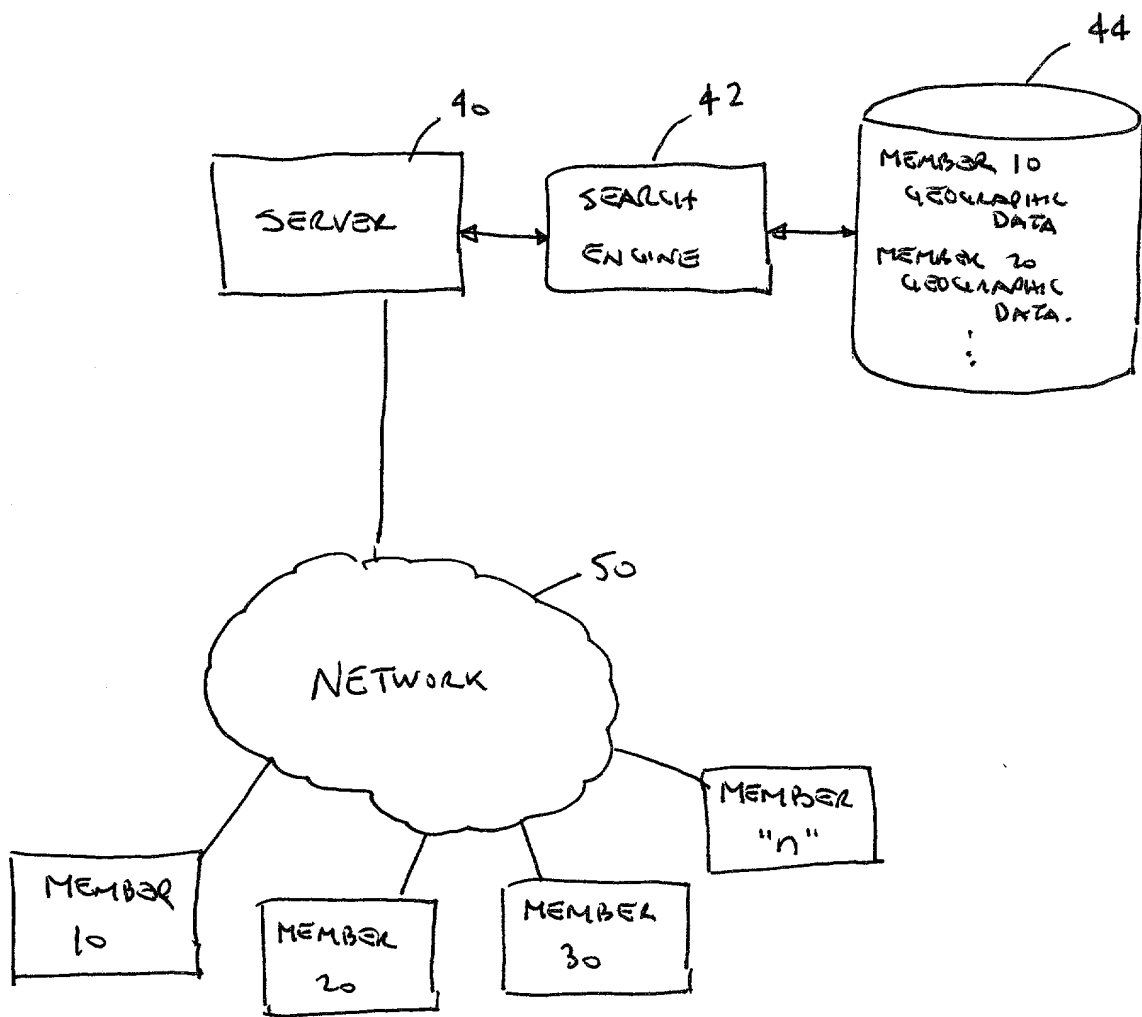 44
42
40
SERVER
SEARCH
ENGINE
MEMBER 10
GEOGRAPHIC
DATA
MEMBER 20
GEOGRAPHIC
DATA.
50
NETWORK
MEMBER
"n"
MEMBER
10
MEMBER
20
MEMBER
30